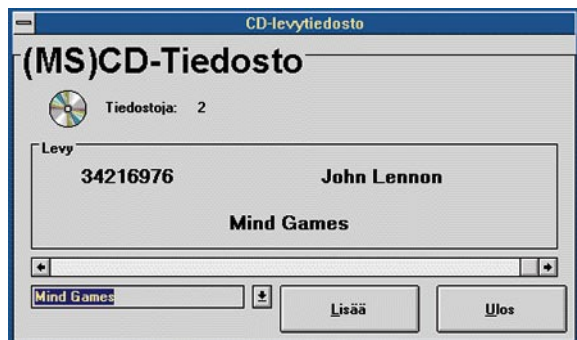 CD-levytiedosto
(MS)CD-Tiedosto
Tiedostoja: 2
Levy
34216976 John Lennon
Mind Games
Mind Games
Lisää Ulos